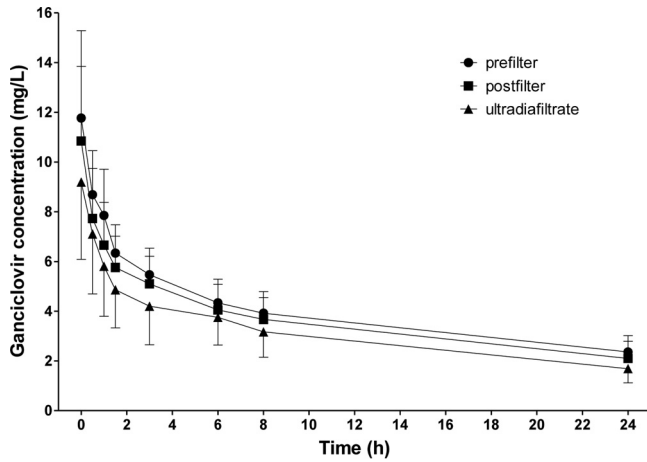 16
14
12
10
8
6
4
2
0
Ganciclovir concentration (mg/L)
prefilter
postfilter
ultradiafiltrate
0 2 4 6 8 10 12 14 16 18 20 22 24
Time (h)